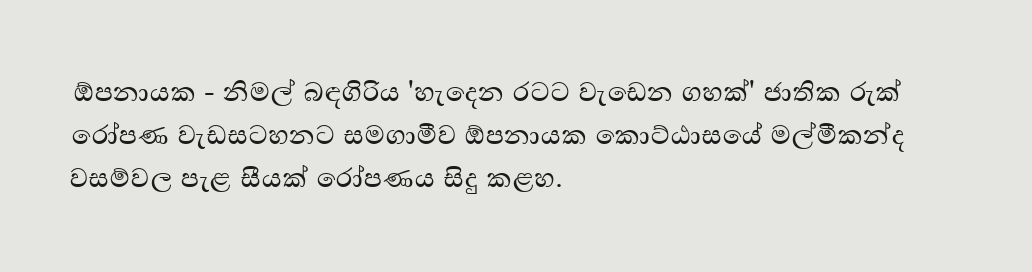 ඕපනායක - නිමල් බඳගිරිය 'හැදෙන රටට වැඩෙන ගහක්' ජාතික රුක්
රෝපණ වැඩසටහනට සමගාමීව ඕපනායක කොට්ඨාසයේ මල්මීකන්ද
වසම්වල පැළ සීයක් රෝපණය සිදු කළහ.